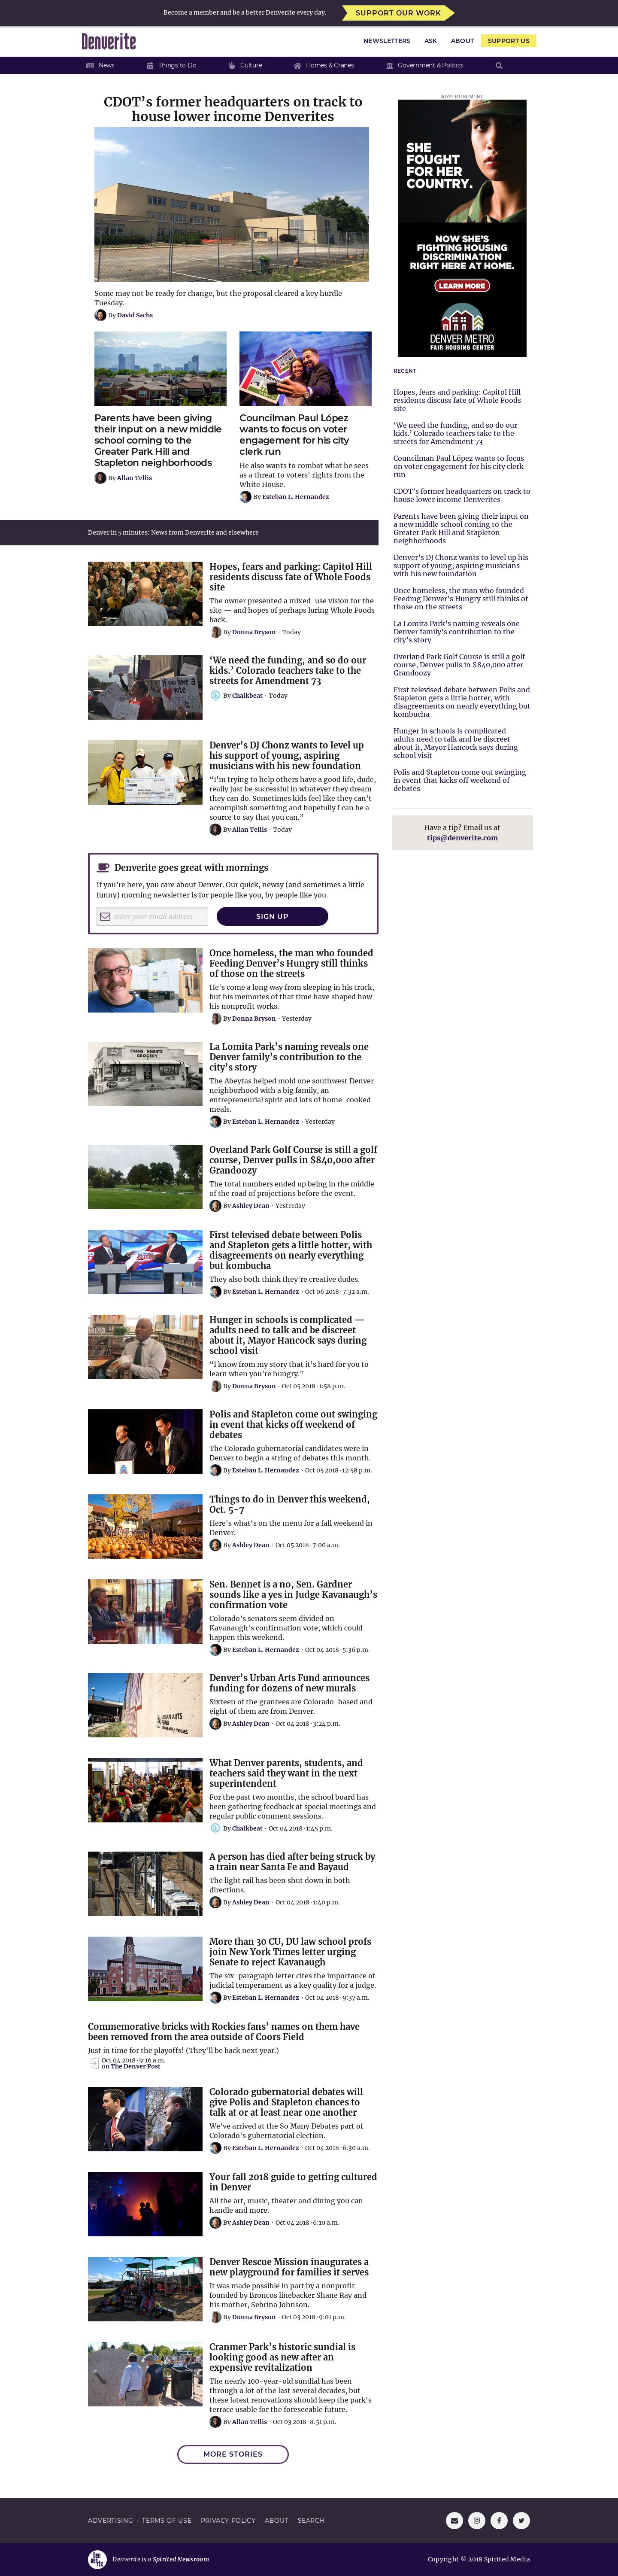 Become a member and be a better Denverite every day.
SUPPORT OUR WORK
Denverite
NEWSLETTERS
ASK
ABOUT
SUPPORT US
News
Things to Do
Culture
Homes & Cranes
Government & Politics
CDOT’s former headquarters on track to
house lower income Denverites
Some may not be ready for change, but the proposal cleared a key hurdle
Tuesday.
By David Sachs
Parents have been giving
their input on a new middle
school coming to the
Greater Park Hill and
Stapleton neighborhoods
By Allan Tellis
Councilman Paul López
wants to focus on voter
engagement for his city
clerk run
He also wants to combat what he sees
as a threat to voters' rights from the
White House.
By Esteban L. Hernandez
ADVERTISEMENT
SHE
FOUGHT
FOR HER
COUNTRY.
NOW SHE'S
FIGHTING HOUSING
DISCRIMINATION
RIGHT HERE AT HOME.
LEARN MORE
DENVER METRO
FAIR HOUSING CENTER
RECENT
Hopes, fears and parking: Capitol Hill
residents discuss fate of Whole Foods
site
‘We need the funding, and so do our
kids.’ Colorado teachers take to the
streets for Amendment 73
Councilman Paul López wants to focus
on voter engagement for his city clerk
run
CDOT’s former headquarters on track to
house lower income Denverites
Parents have been giving their input on
a new middle school coming to the
Greater Park Hill and Stapleton
neighborhoods
Denver’s DJ Chonz wants to level up his
support of young, aspiring musicians
with his new foundation
Once homeless, the man who founded
Feeding Denver’s Hungry still thinks of
those on the streets
La Lomita Park’s naming reveals one
Denver family’s contribution to the
city’s story
Overland Park Golf Course is still a golf
course, Denver pulls in $840,000 after
Grandoozy
First televised debate between Polis and
Stapleton gets a little hotter, with
disagreements on nearly everything but
kombucha
Hunger in schools is complicated —
adults need to talk and be discreet
about it, Mayor Hancock says during
school visit
Polis and Stapleton come out swinging
in event that kicks off weekend of
debates
Have a tip? Email us at
tips@denverite.com
Denver in 5 minutes: News from Denverite and elsewhere
Hopes, fears and parking: Capitol Hill
residents discuss fate of Whole Foods
site
The owner presented a mixed-use vision for the
site — and hopes of perhaps luring Whole Foods
back.
By Donna Bryson · Today
‘We need the funding, and so do our
kids.’ Colorado teachers take to the
streets for Amendment 73
By Chalkbeat · Today
Denver’s DJ Chonz wants to level up
his support of young, aspiring
musicians with his new foundation
“I'm trying to help others have a good life, dude,
really just be successful in whatever they dream
they can do. Sometimes kids feel like they can't
accomplish something and hopefully I can be a
source to say that you can.”
By Allan Tellis · Today
Denverite goes great with mornings
If you’re here, you care about Denver. Our quick, newsy (and sometimes a little
funny) morning newsletter is for people like you, by people like you.
enter your email address
SIGN UP
Once homeless, the man who founded
Feeding Denver’s Hungry still thinks
of those on the streets
He's come a long way from sleeping in his truck,
but his memories of that time have shaped how
his nonprofit works.
By Donna Bryson · Yesterday
EVANS HEIGHTS
GROCERY
La Lomita Park’s naming reveals one
Denver family’s contribution to the
city’s story
The Abeytas helped mold one southwest Denver
neighborhood with a big family, an
entrepreneurial spirit and lots of home-cooked
meals.
By Esteban L. Hernandez · Yesterday
Overland Park Golf Course is still a golf
course, Denver pulls in $840,000 after
Grandoozy
The total numbers ended up being in the middle
of the road of projections before the event.
By Ashley Dean · Yesterday
First televised debate between Polis
and Stapleton gets a little hotter, with
disagreements on nearly everything
but kombucha
They also both think they're creative dudes.
By Esteban L. Hernandez · Oct 06 2018 · 7:32 a.m.
Hunger in schools is complicated —
adults need to talk and be discreet
about it, Mayor Hancock says during
school visit
“I know from my story that it’s hard for you to
learn when you’re hungry.”
By Donna Bryson · Oct 05 2018 · 1:58 p.m.
Polis and Stapleton come out swinging
in event that kicks off weekend of
debates
The Colorado gubernatorial candidates were in
Denver to begin a string of debates this month.
By Esteban L. Hernandez · Oct 05 2018 · 12:58 p.m.
Things to do in Denver this weekend,
Oct. 5-7
Here's what's on the menu for a fall weekend in
Denver.
By Ashley Dean · Oct 05 2018 · 7:00 a.m.
Sen. Bennet is a no, Sen. Gardner
sounds like a yes in Judge Kavanaugh’s
confirmation vote
Colorado's senators seem divided on
Kavanaugh's confirmation vote, which could
happen this weekend.
By Esteban L. Hernandez · Oct 04 2018 · 5:36 p.m.
URBAN ARTS
FUND
Denver’s Urban Arts Fund announces
funding for dozens of new murals
Sixteen of the grantees are Colorado-based and
eight of them are from Denver.
By Ashley Dean · Oct 04 2018 · 3:24 p.m.
What Denver parents, students, and
teachers said they want in the next
superintendent
For the past two months, the school board has
been gathering feedback at special meetings and
regular public comment sessions.
By Chalkbeat · Oct 04 2018 · 1:45 p.m.
A person has died after being struck by
a train near Santa Fe and Bayaud
The light rail has been shut down in both
directions.
By Ashley Dean · Oct 04 2018 · 1:40 p.m.
More than 30 CU, DU law school profs
join New York Times letter urging
Senate to reject Kavanaugh
The six-paragraph letter cites the importance of
judicial temperament as a key quality for a judge.
By Esteban L. Hernandez · Oct 04 2018 · 9:37 a.m.
Commemorative bricks with Rockies fans’ names on them have
been removed from the area outside of Coors Field
Just in time for the playoffs! (They'll be back next year.)
Oct 04 2018 · 9:16 a.m.
on The Denver Post
Colorado gubernatorial debates will
give Polis and Stapleton chances to
talk at or at least near one another
We've arrived at the So Many Debates part of
Colorado's gubernatorial election.
By Esteban L. Hernandez · Oct 04 2018 · 6:30 a.m.
Your fall 2018 guide to getting cultured
in Denver
All the art, music, theater and dining you can
handle and more.
By Ashley Dean · Oct 04 2018 · 6:10 a.m.
Denver Rescue Mission inaugurates a
new playground for families it serves
It was made possible in part by a nonprofit
founded by Broncos linebacker Shane Ray and
his mother, Sebrina Johnson.
By Donna Bryson · Oct 03 2018 · 9:01 p.m.
Cranmer Park’s historic sundial is
looking good as new after an
expensive revitalization
The nearly 100-year-old sundial has been
through a lot of the last several decades, but
these latest renovations should keep the park's
terrace usable for the foreseeable future.
By Allan Tellis · Oct 03 2018 · 8:51 p.m.
MORE STORIES
ADVERTISING · TERMS OF USE · PRIVACY POLICY · ABOUT · SEARCH
Den
ver
ite
Denverite is a Spirited Newsroom
Copyright © 2018 Spirited Media